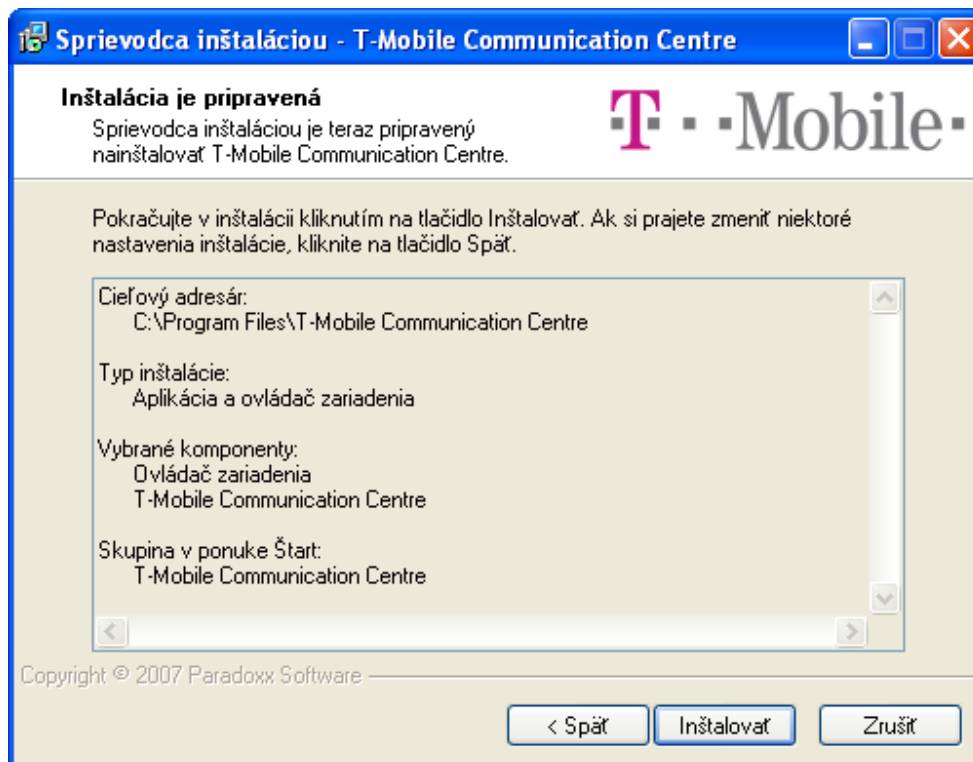 Sprievodca inštaláciou - T-Mobile Communication Centre
Inštalácia je pripravená
Sprievodca inštaláciou je teraz pripravený
nainštalovať T-Mobile Communication Centre.
T··Mobile·
Pokračujte v inštalácii kliknutím na tlačidlo Inštalovať. Ak si prajete zmeniť niektoré
nastavenia inštalácie, kliknite na tlačidlo Späť.
Cieľový adresár:
C:\Program Files\T-Mobile Communication Centre
Typ inštalácie:
Aplikácia a ovládač zariadenia
Vybrané komponenty:
Ovládač zariadenia
T-Mobile Communication Centre
Skupina v ponuke Štart:
T-Mobile Communication Centre
Copyright © 2007 Paradoxx Software
< Späť
Inštalovať
Zrušiť